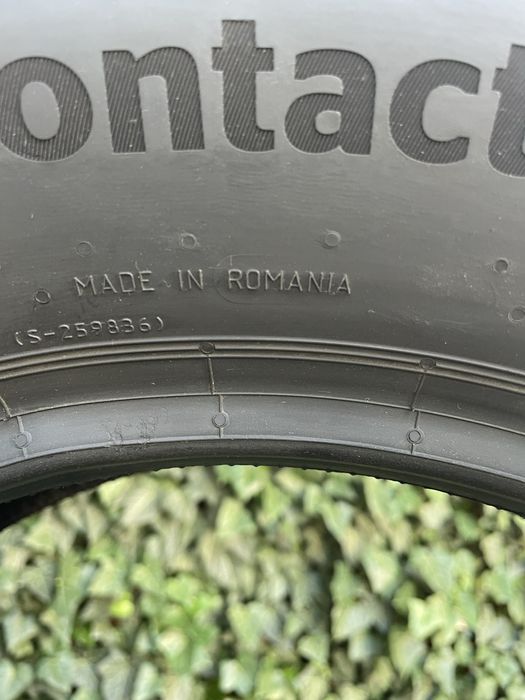 ontact
MADE IN ROMANIA
(S-259836)